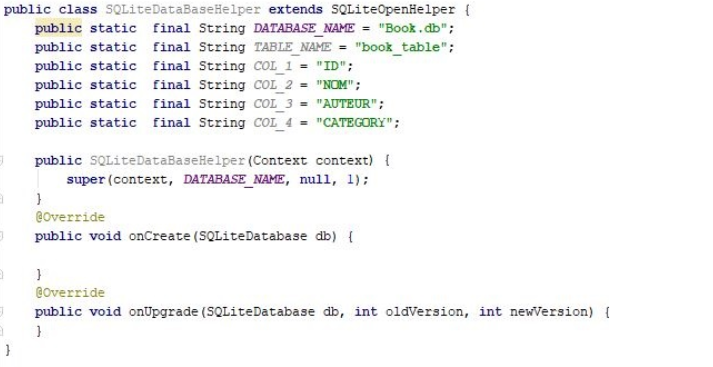 public class SQLiteDataBaseHelper extends SQLiteOpenHelper {
public static final String DATABASE_NAME = "Book.db";
public static final String TABLE_NAME = "book_table";
public static final String COL_1 = "ID";
public static final String COL_2 = "NOM";
public static final String COL_3 = "AUTEUR";
public static final String COL_4 = "CATEGORY";
public SQLiteDataBaseHelper(Context context) {
super(context, DATABASE_NAME, null, 1);
}
@Override
public void onCreate(SQLiteDatabase db) {
}
@Override
public void onUpgrade(SQLiteDatabase db, int oldVersion, int newVersion) {
}
}